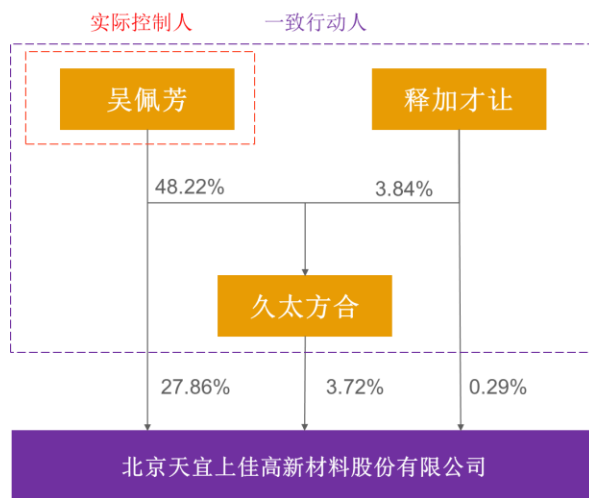 实际控制人
一致行动人
吴佩芳
释加才让
48.22%
3.84%
久太方合
27.86%
3.72%
0.29%
北京天宜上佳高新材料股份有限公司